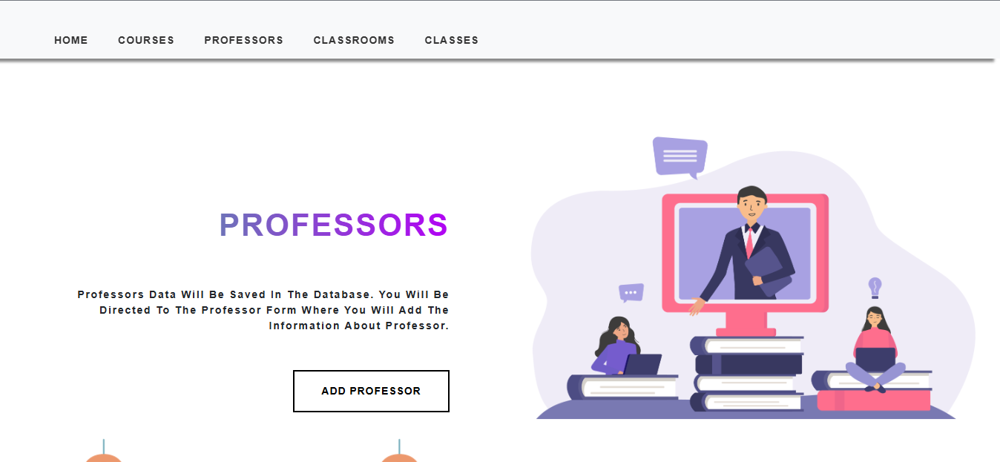 HOME COURSES PROFESSORS CLASSROOMS CLASSES
PROFESSORS
Professors Data Will Be Saved In The Database. You Will Be
Directed To The Professor Form Where You Will Add The
Information About Professor.
ADD PROFESSOR